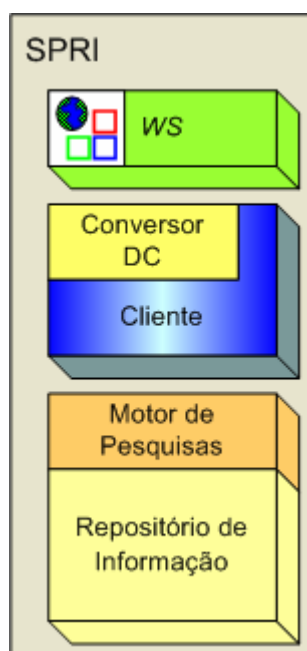 SPRI
WS
Conversor
DC
Cliente
Motor de
Pesquisas
Repositório de
Informação